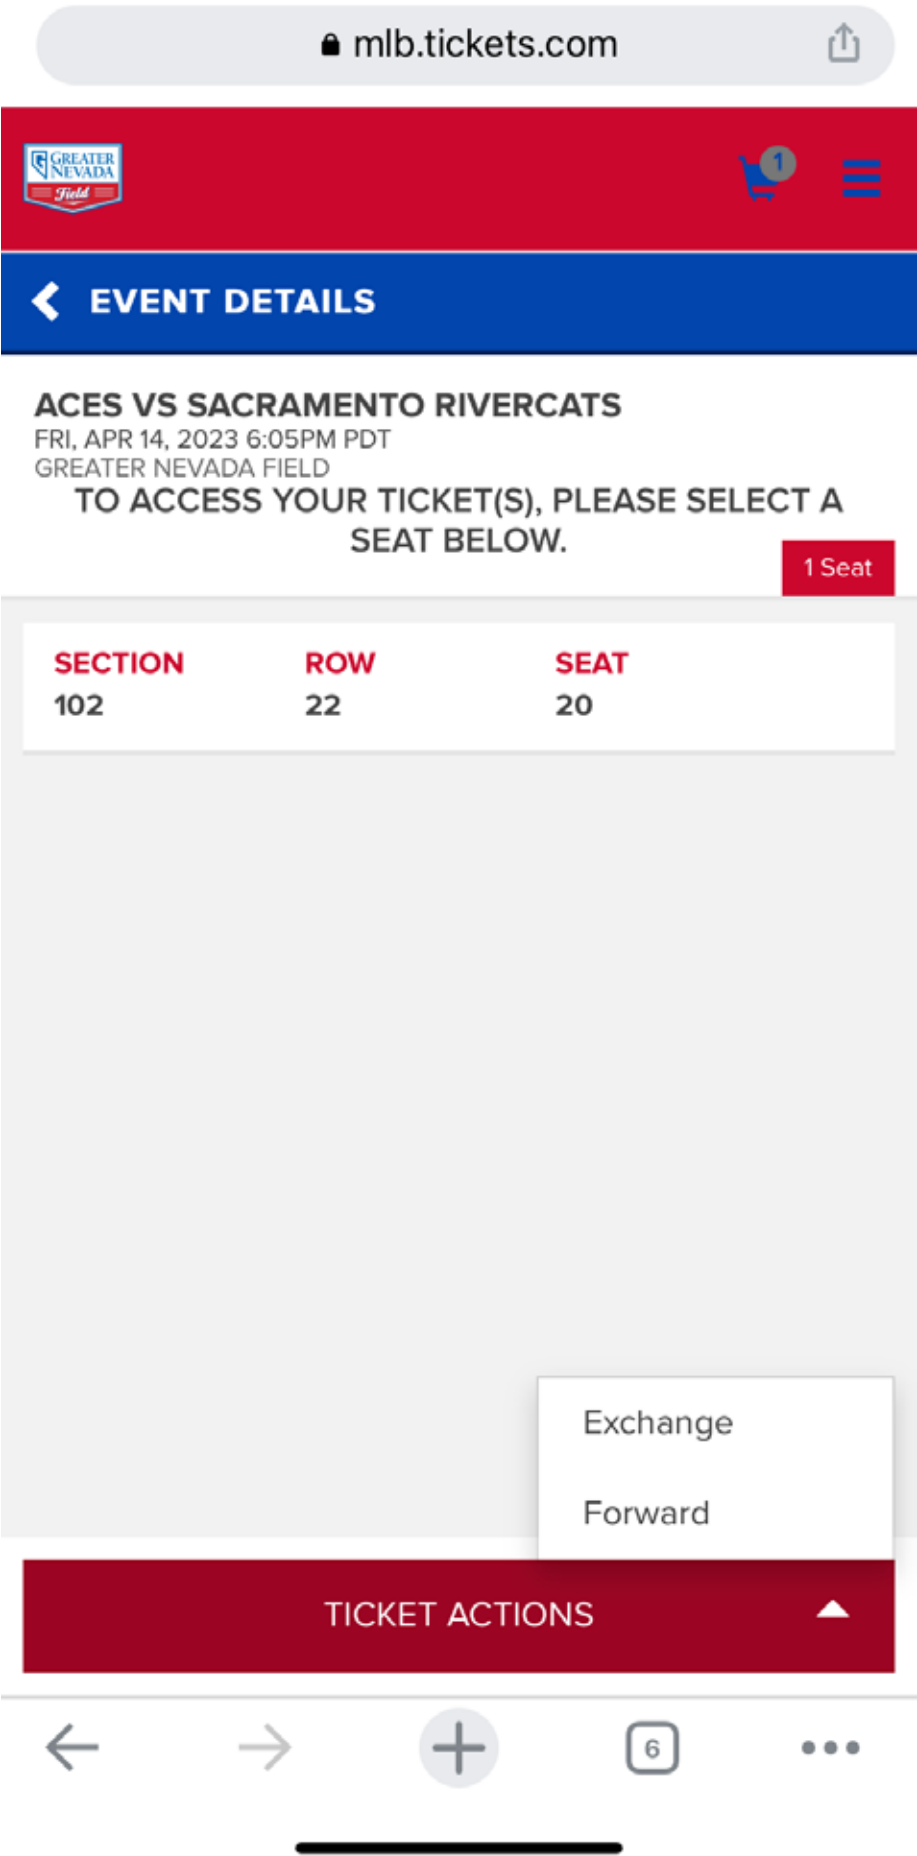 mlb.tickets.com
GREATER
NEVADA
Field
1
EVENT DETAILS
ACES VS SACRAMENTO RIVERCATS
FRI, APR 14, 2023 6:05PM PDT
GREATER NEVADA FIELD
TO ACCESS YOUR TICKET(S), PLEASE SELECT A
SEAT BELOW.
1 Seat
SECTION ROW SEAT
102 22 20
Exchange
Forward
TICKET ACTIONS
6